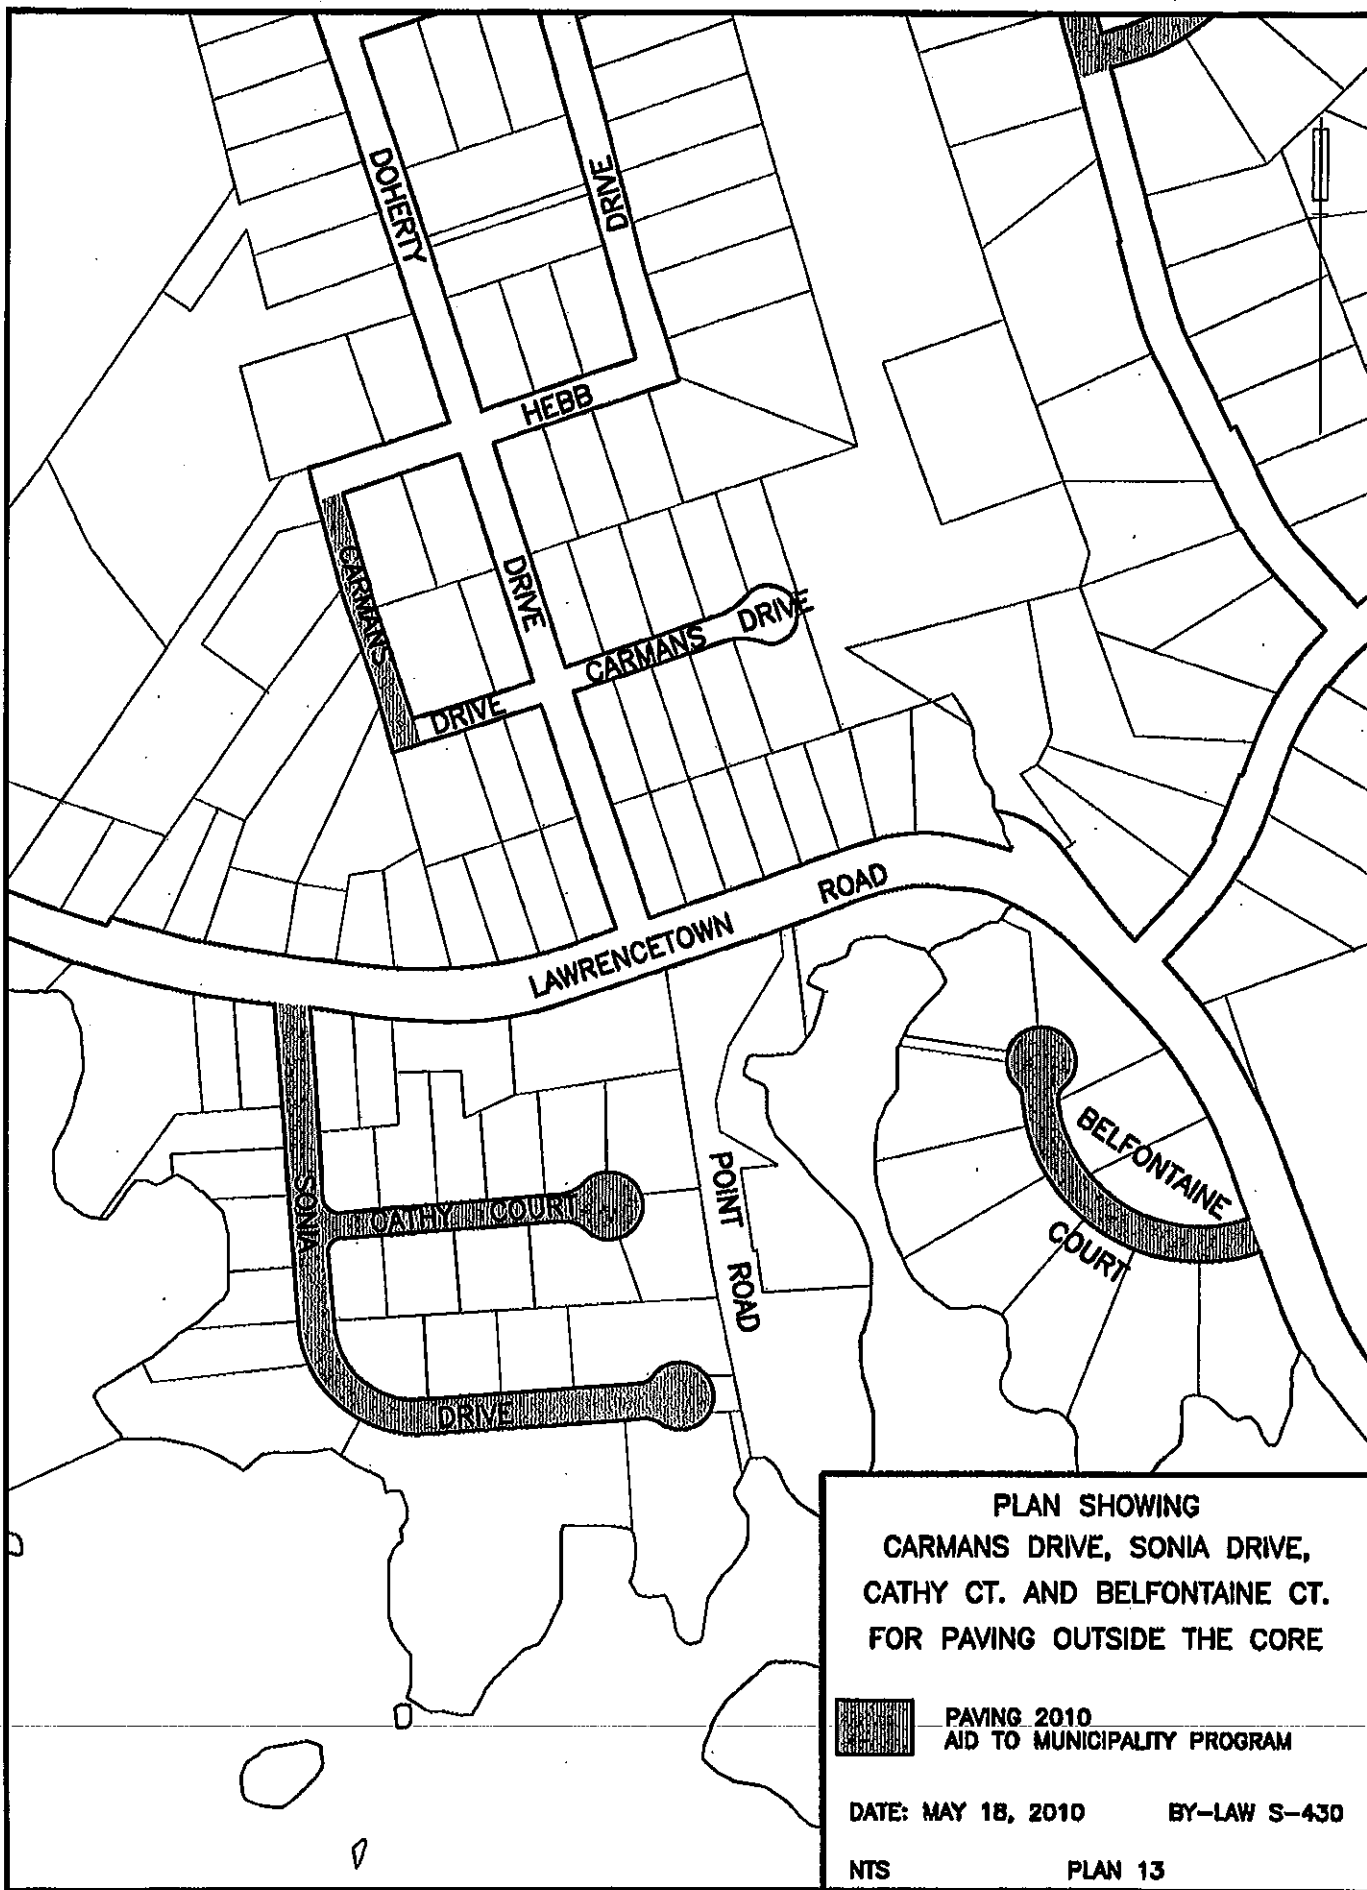 DOHERTY
DRIVE
HEBB
CARMANS
DRIVE
DRIVE
CARMANS DRIVE
LAWRENCETOWN ROAD
SONIA
CATHY COURT
DRIVE
POINT ROAD
BELFONTAINE
COURT
PLAN SHOWING
CARMANS DRIVE, SONIA DRIVE,
CATHY CT. AND BELFONTAINE CT.
FOR PAVING OUTSIDE THE CORE
PAVING 2010
AID TO MUNICIPALITY PROGRAM
DATE: MAY 18, 2010 BY-LAW S-430
NTS PLAN 13